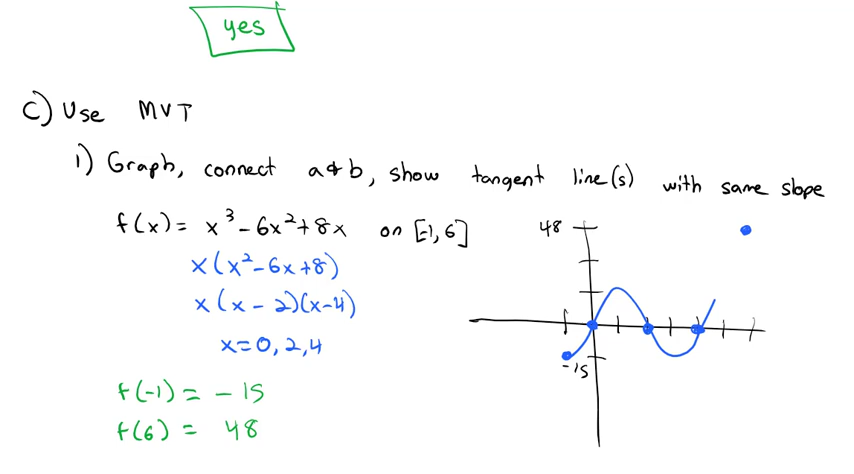 yes
C) Use MVT
1) Graph, connect a & b, show tangent line(s) with same slope
f(x) = x³ - 6x² + 8x on [-1, 6]
48
x(x² - 6x + 8)
x(x - 2)(x - 4)
x = 0, 2, 4
-15
f(-1) = - 15
f(6) = 48